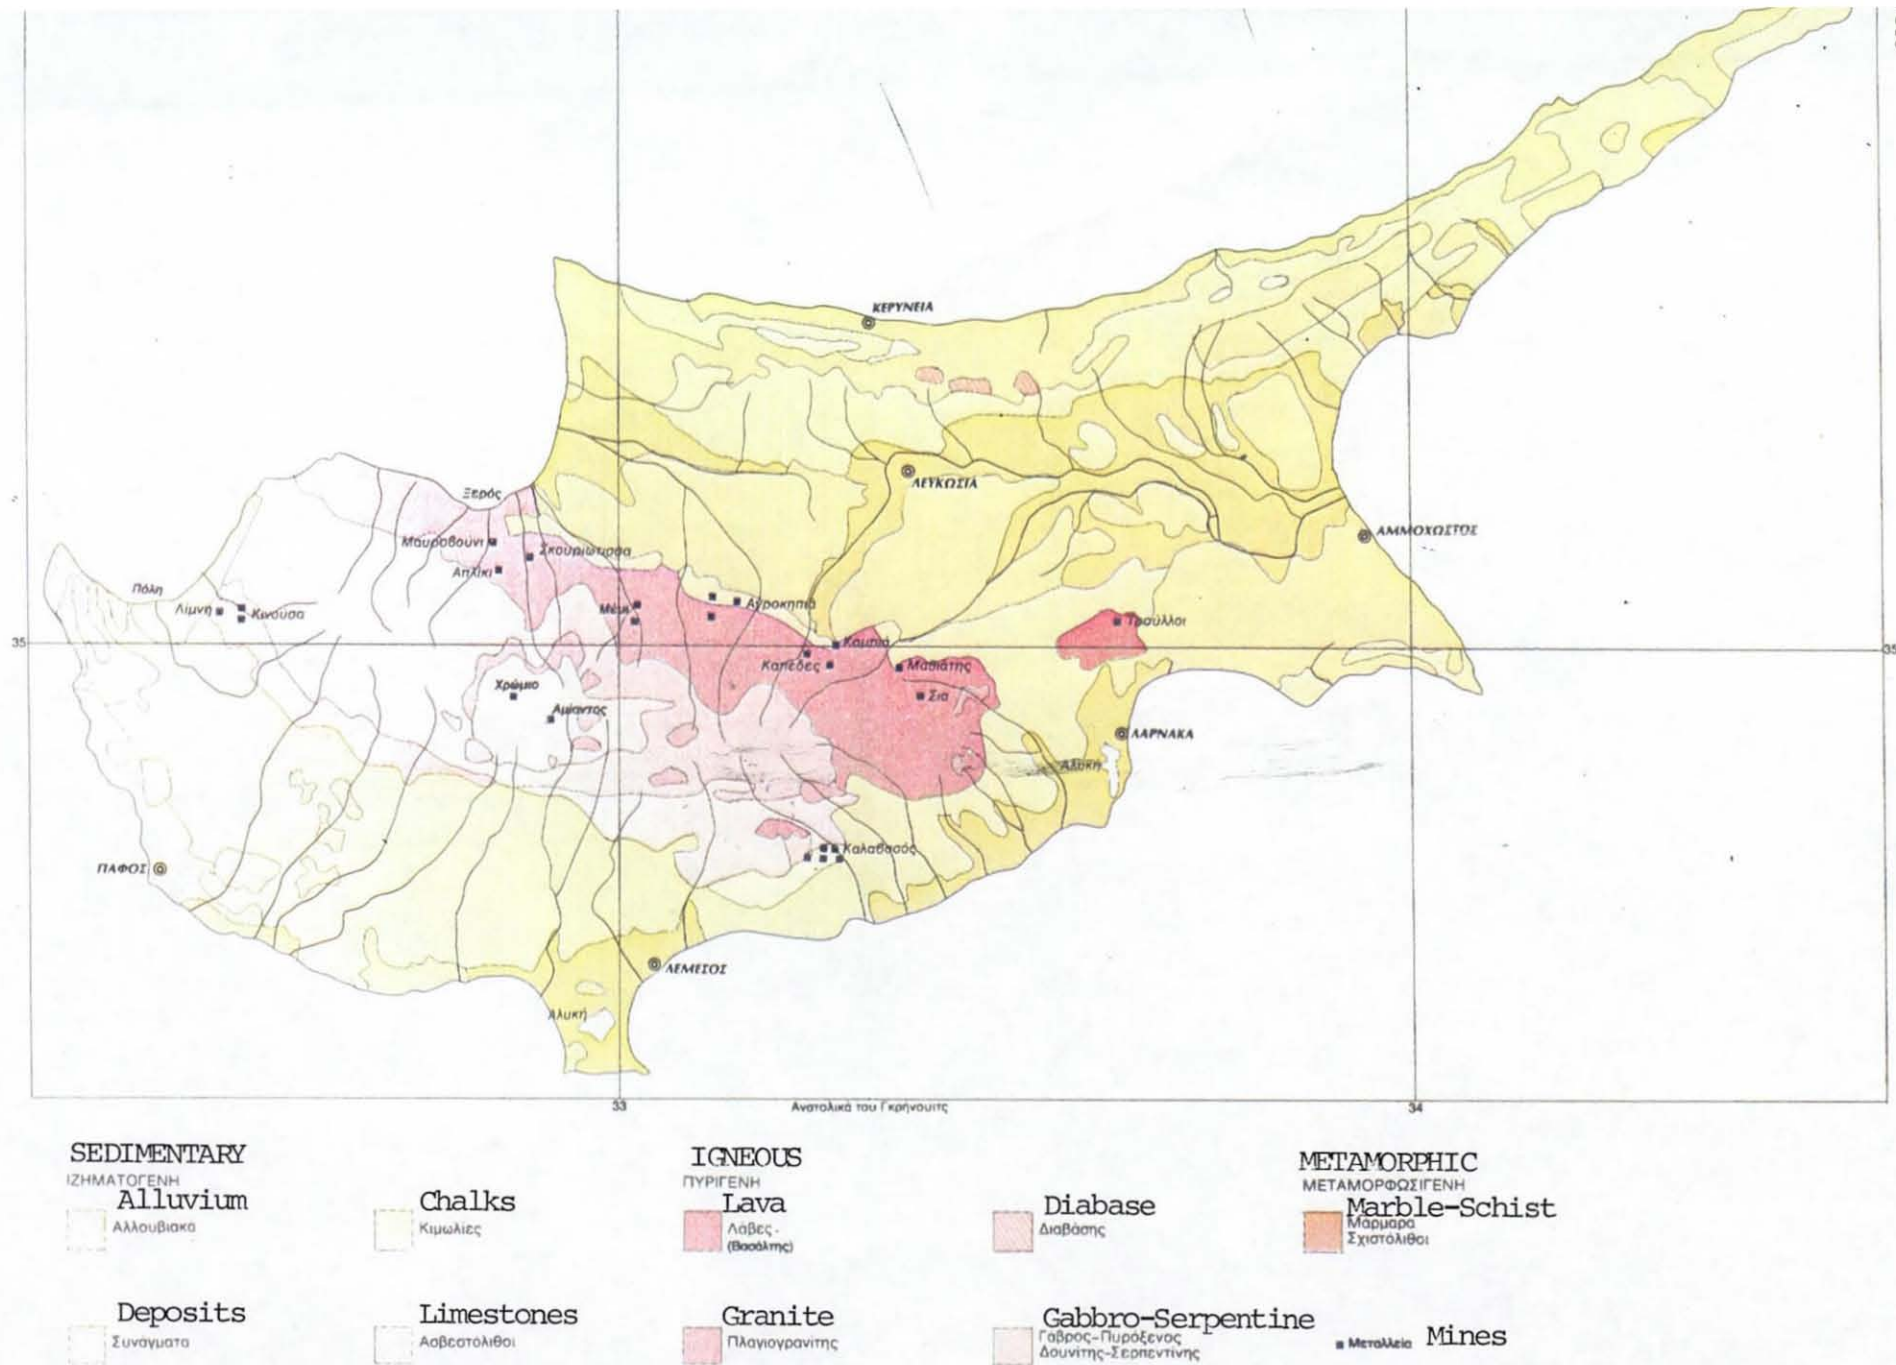 ΚΕΡΥΝΕΙΑ
ΛΕΥΚΩΣΙΑ
Ξερός
Μαυροβούνι
Σκουριώτισσα
ΑΜΜΟΧΩΣΤΟΣ
Απλίκι
Πόλη
Λίμνη
Κινούσα
Αγροκηπιά
Τρούλλοι
35
35
Καμπιά
Καπέδες
Μαθιάτης
Χρώμιο
Σια
Αμίαντος
ΛΑΡΝΑΚΑ
Αλυκή
Καλαβασός
ΠΑΦΟΣ
ΛΕΜΕΣΟΣ
Αλυκή
33
Ανατολικά του Γκρήνουιτς
34
SEDIMENTARY
ΙΖΗΜΑΤΟΓΕΝΗ
Alluvium
Αλλουβιακα
Chalks
Κιμωλίες
IGNEOUS
ΠΥΡΙΓΕΝΗ
Lava
Λάβες -
(Βασάλτης)
Diabase
Διαβάσης
METAMORPHIC
ΜΕΤΑΜΟΡΦΩΣΙΓΕΝΗ
Marble-Schist
Μάρμαρα
Σχιστόλιθοι
Deposits
Συνάγματα
Limestones
Ασβεστόλιθοι
Granite
Πλαγιογρανίτης
Gabbro-Serpentine
Γάβρος-Πυρόξενος
Δουνίτης-Σερπεντίνης
Μεταλλεία Mines